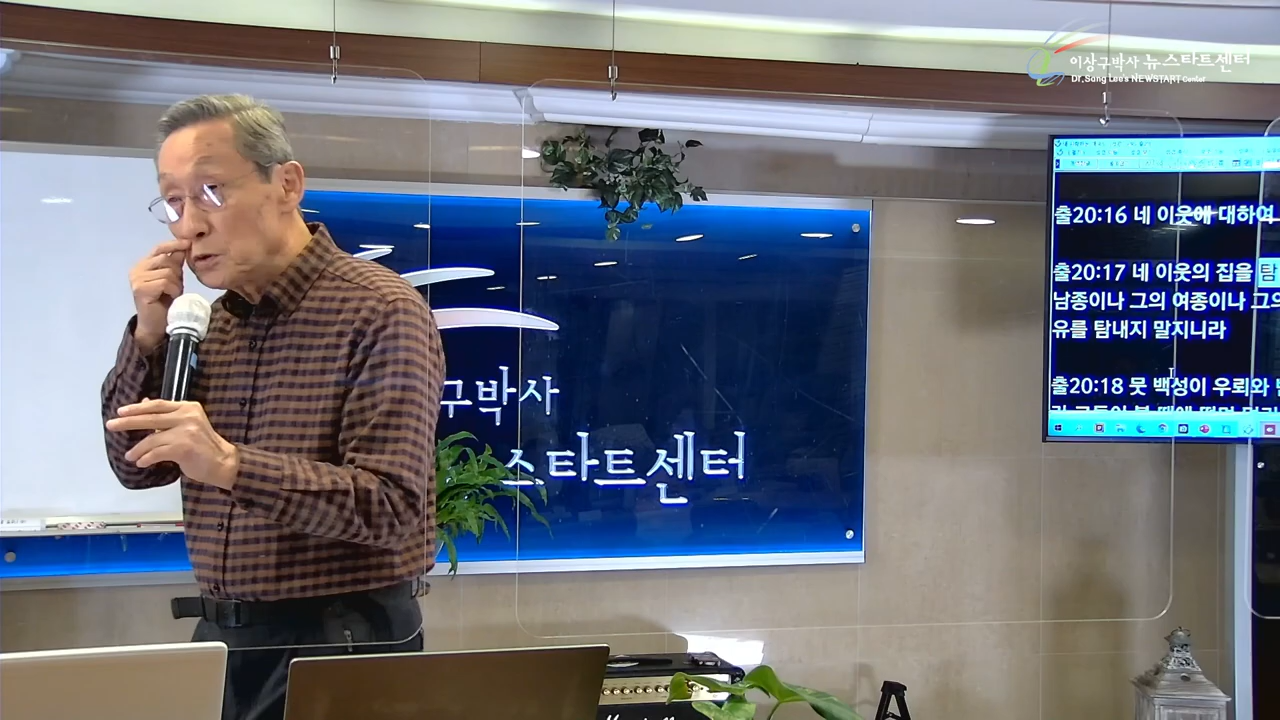 이상구박사 뉴스타트센터
Dr.Sang Lee's NEWSTART Center
구박사
스타트센터
출20:16 네 이웃에 대하여
출20:17 네 이웃의 집을 탐
남종이나 그의 여종이나 그의
유를 탐내지 말지니라
출20:18 뭇 백성이 우뢰와